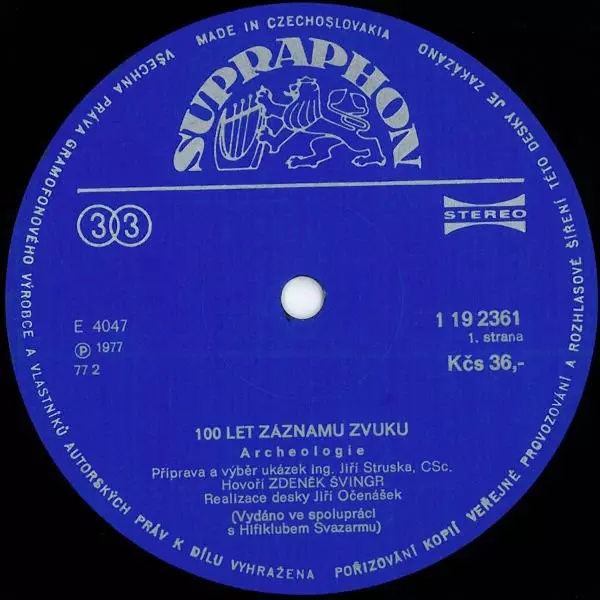 MADE IN CZECHOSLOVAKIA
VŠECHNA PRÁVA GRAMOFONOVÉHO VÝROBCE A VLASTNÍKŮ AUTORSKÝCH PRÁV K DÍLU VYHRAŽENA
POŘIZOVÁNÍ KOPIÍ VEŘEJNÉ PROVOZOVÁNÍ A ROZHLASOVÉ ŠÍŘENÍ TÉTO DESKY JE ZAKÁZÁNO
SUPRAPHON
33
STEREO
E 4047
℗ 1977
77 2
1 19 2361
1. strana
Kčs 36,-
100 LET ZÁZNAMU ZVUKU
Archeologie
Příprava a výběr ukázek ing. Jiří Struska, CSc.
Hovoří ZDENĚK ŠVINGR
Realizace desky Jiří Očenášek
(Vydáno ve spolupráci
s Hifiklubem Svazarmu)